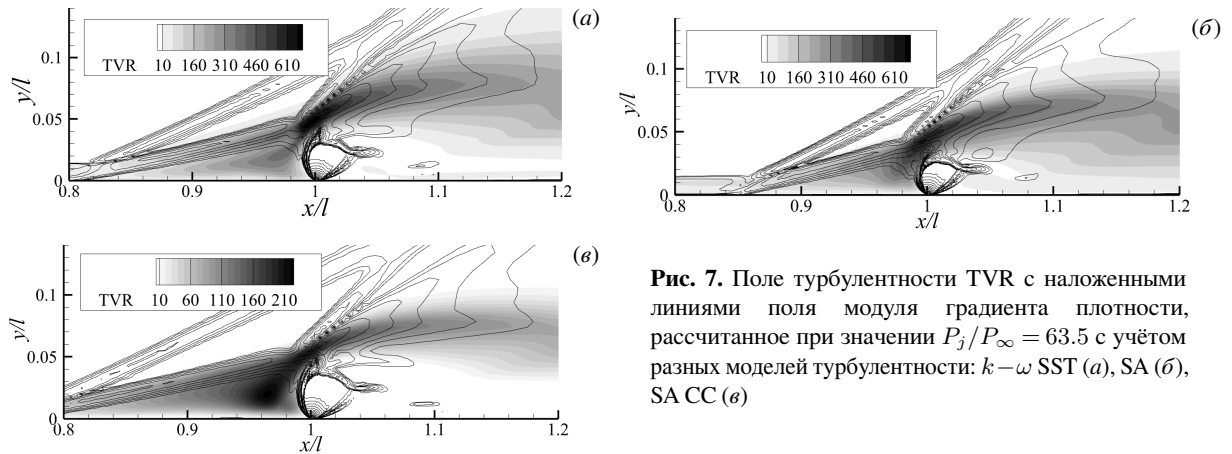 (а)
TVR 10 160 310 460 610
y/l
0.1
0.05
0
0.8 0.9 1 1.1 1.2
x/l
(б)
TVR 10 160 310 460 610
y/l
0.1
0.05
0
0.8 0.9 1 1.1 1.2
x/l
(в)
TVR 10 60 110 160 210
y/l
0.1
0.05
0
0.8 0.9 1 1.1 1.2
x/l
Рис. 7. Поле турбулентности TVR с наложенными
линиями поля модуля градиента плотности,
рассчитанное при значении P_j/P_∞ = 63.5 с учётом
разных моделей турбулентности: k−ω SST (а), SA (б),
SA CC (в)